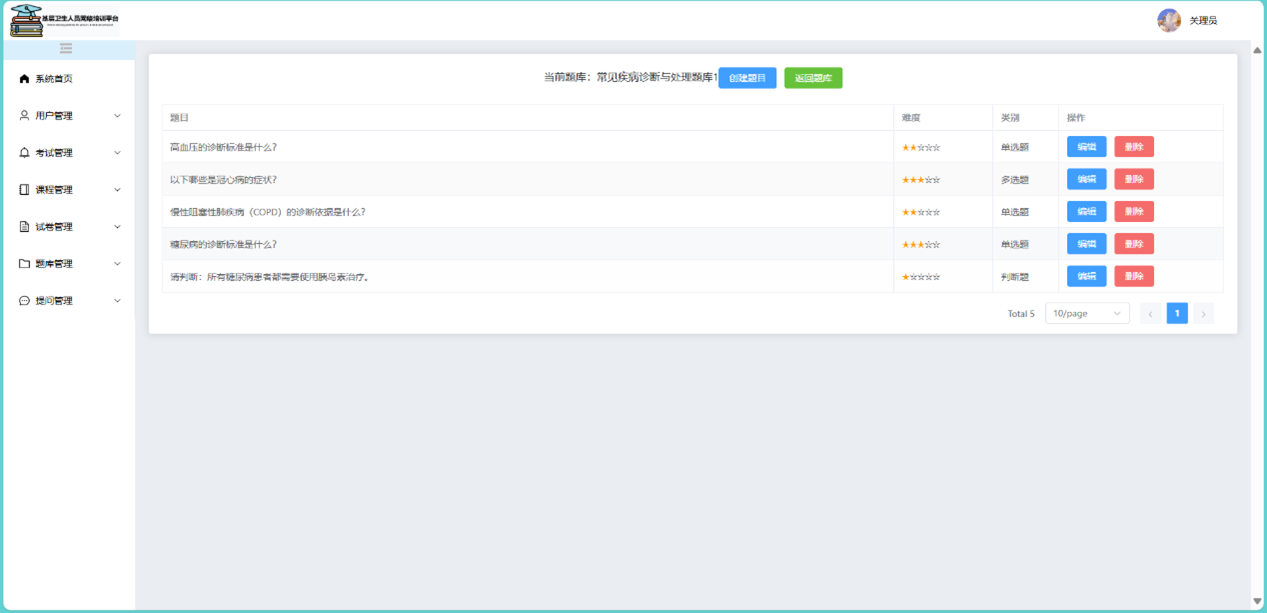 基层卫生人员网络培训平台
关理员
系统首页
用户管理
考试管理
课程管理
试卷管理
题库管理
提问管理
当前题库：常见疾病诊断与处理题库1 创建题目 返回题库
题目 难度 类别 操作
高血压的诊断标准是什么？ ★★☆☆☆ 单选题 编辑 删除
以下哪些是冠心病的症状？ ★★★☆☆ 多选题 编辑 删除
慢性阻塞性肺疾病（COPD）的诊断依据是什么？ ★★☆☆☆ 单选题 编辑 删除
糖尿病的诊断标准是什么？ ★★★☆☆ 单选题 编辑 删除
请判断：所有糖尿病患者都需要使用胰岛素治疗。 ★☆☆☆☆ 判断题 编辑 删除
Total 5 10/page 1